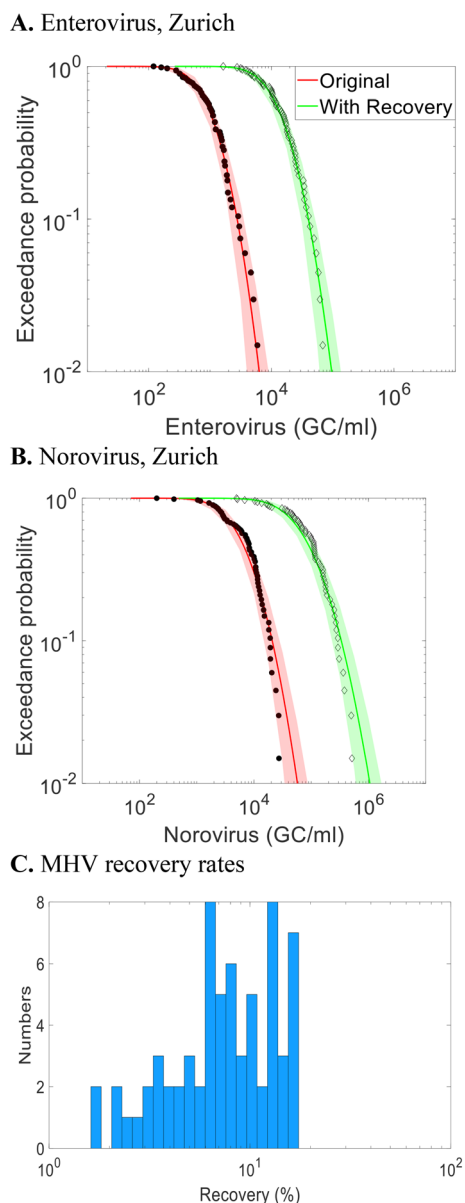 A. Enterovirus, Zurich
10^0
Original
With Recovery
Exceedance probability
10^-1
10^-2
10^2 10^4 10^6
Enterovirus (GC/ml)
B. Norovirus, Zurich
10^0
Exceedance probability
10^-1
10^-2
10^2 10^4 10^6
Norovirus (GC/ml)
C. MHV recovery rates
8
6
Numbers
4
2
0
10^0 10^1 10^2
Recovery (%)